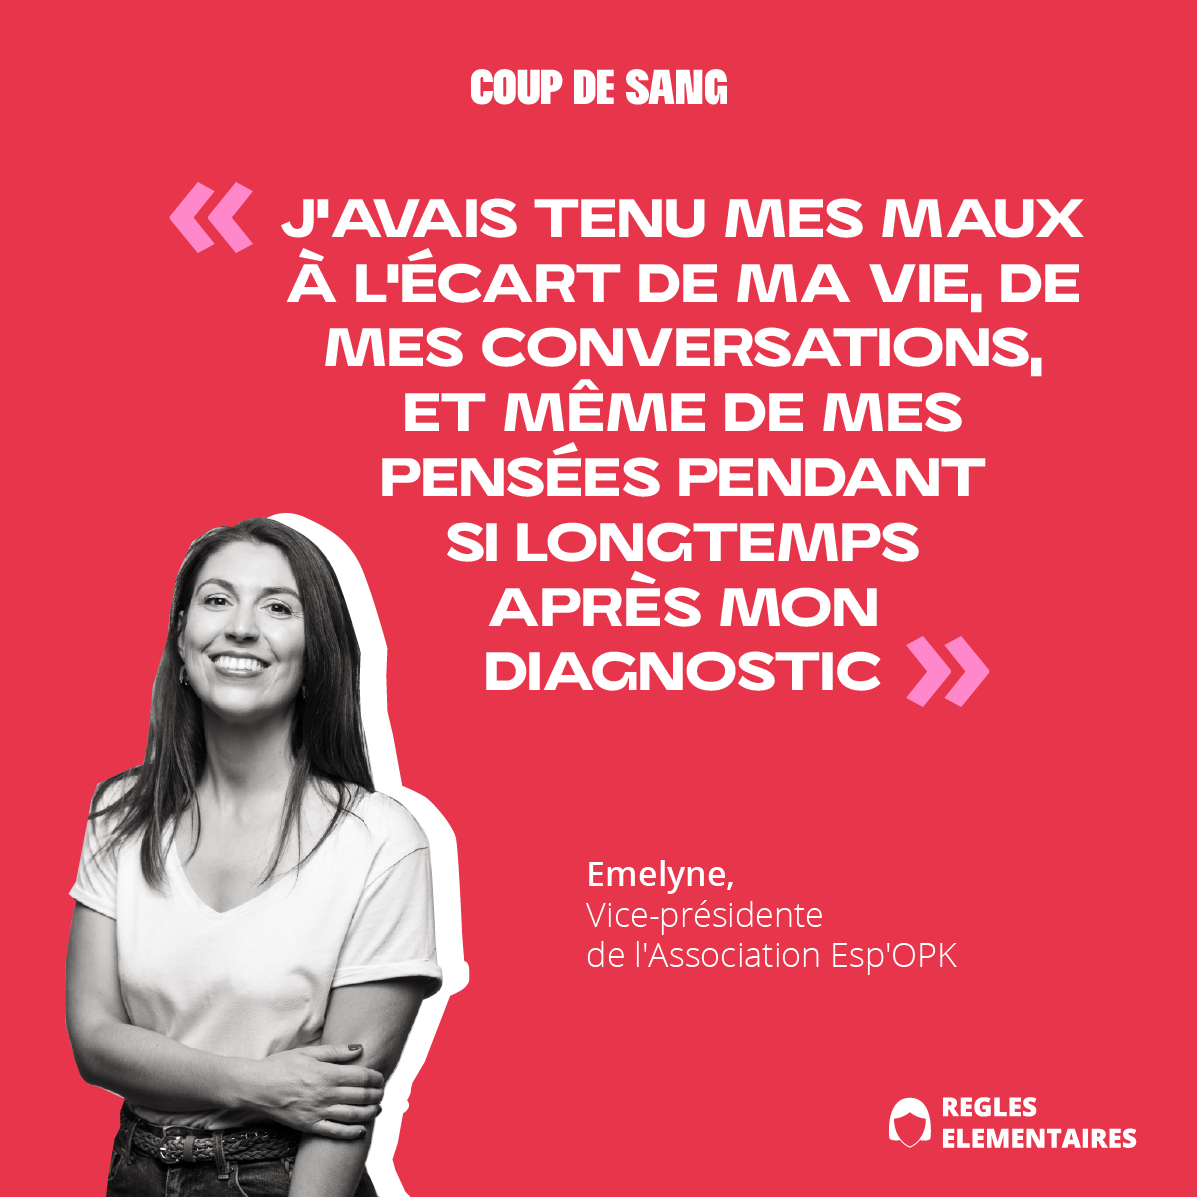 COUP DE SANG
« J'AVAIS TENU MES MAUX
À L'ÉCART DE MA VIE, DE
MES CONVERSATIONS,
ET MÊME DE MES
PENSÉES PENDANT
SI LONGTEMPS
APRÈS MON
DIAGNOSTIC »
Emelyne,
Vice-présidente
de l'Association Esp'OPK
REGLES
ELEMENTAIRES